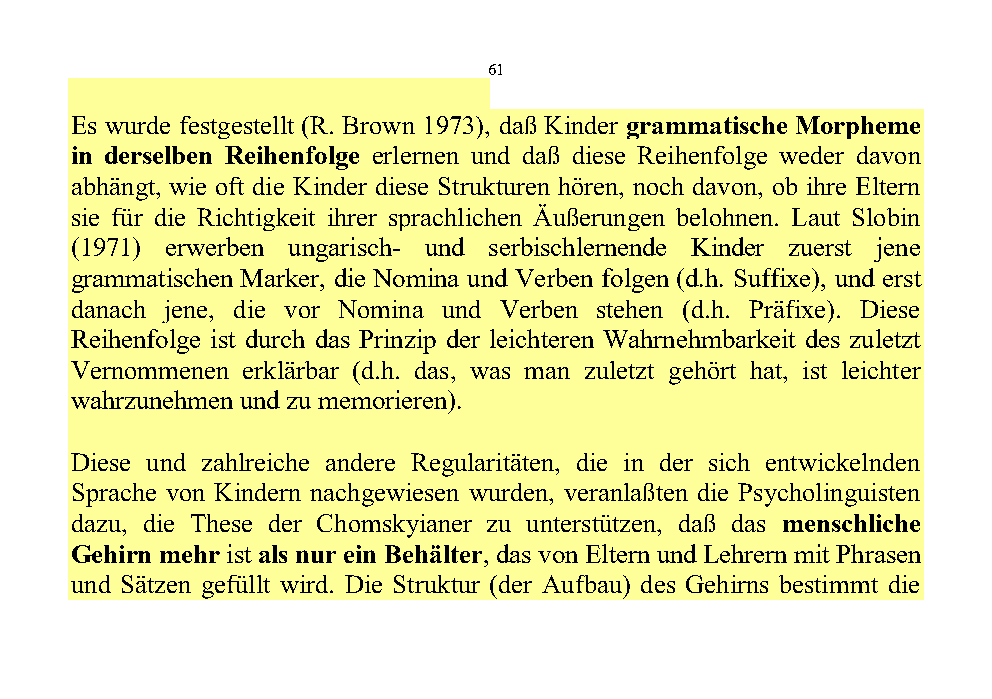 61
Es wurde festgestellt (R. Brown 1973), daß Kinder grammatische Morpheme
in derselben Reihenfolge erlernen und daß diese Reihenfolge weder davon
abhängt, wie oft die Kinder diese Strukturen hören, noch davon, ob ihre Eltern
sie für die Richtigkeit ihrer sprachlichen Äußerungen belohnen. Laut Slobin
(1971) erwerben ungarisch- und serbischlernende Kinder zuerst jene
grammatischen Marker, die Nomina und Verben folgen (d.h. Suffixe), und erst
danach jene, die vor Nomina und Verben stehen (d.h. Präfixe). Diese
Reihenfolge ist durch das Prinzip der leichteren Wahrnehmbarkeit des zuletzt
Vernommenen erklärbar (d.h. das, was man zuletzt gehört hat, ist leichter
wahrzunehmen und zu memorieren).
Diese und zahlreiche andere Regularitäten, die in der sich entwickelnden
Sprache von Kindern nachgewiesen wurden, veranlaßten die Psycholinguisten
dazu, die These der Chomskyianer zu unterstützen, daß das menschliche
Gehirn mehr ist als nur ein Behälter, das von Eltern und Lehrern mit Phrasen
und Sätzen gefüllt wird. Die Struktur (der Aufbau) des Gehirns bestimmt die